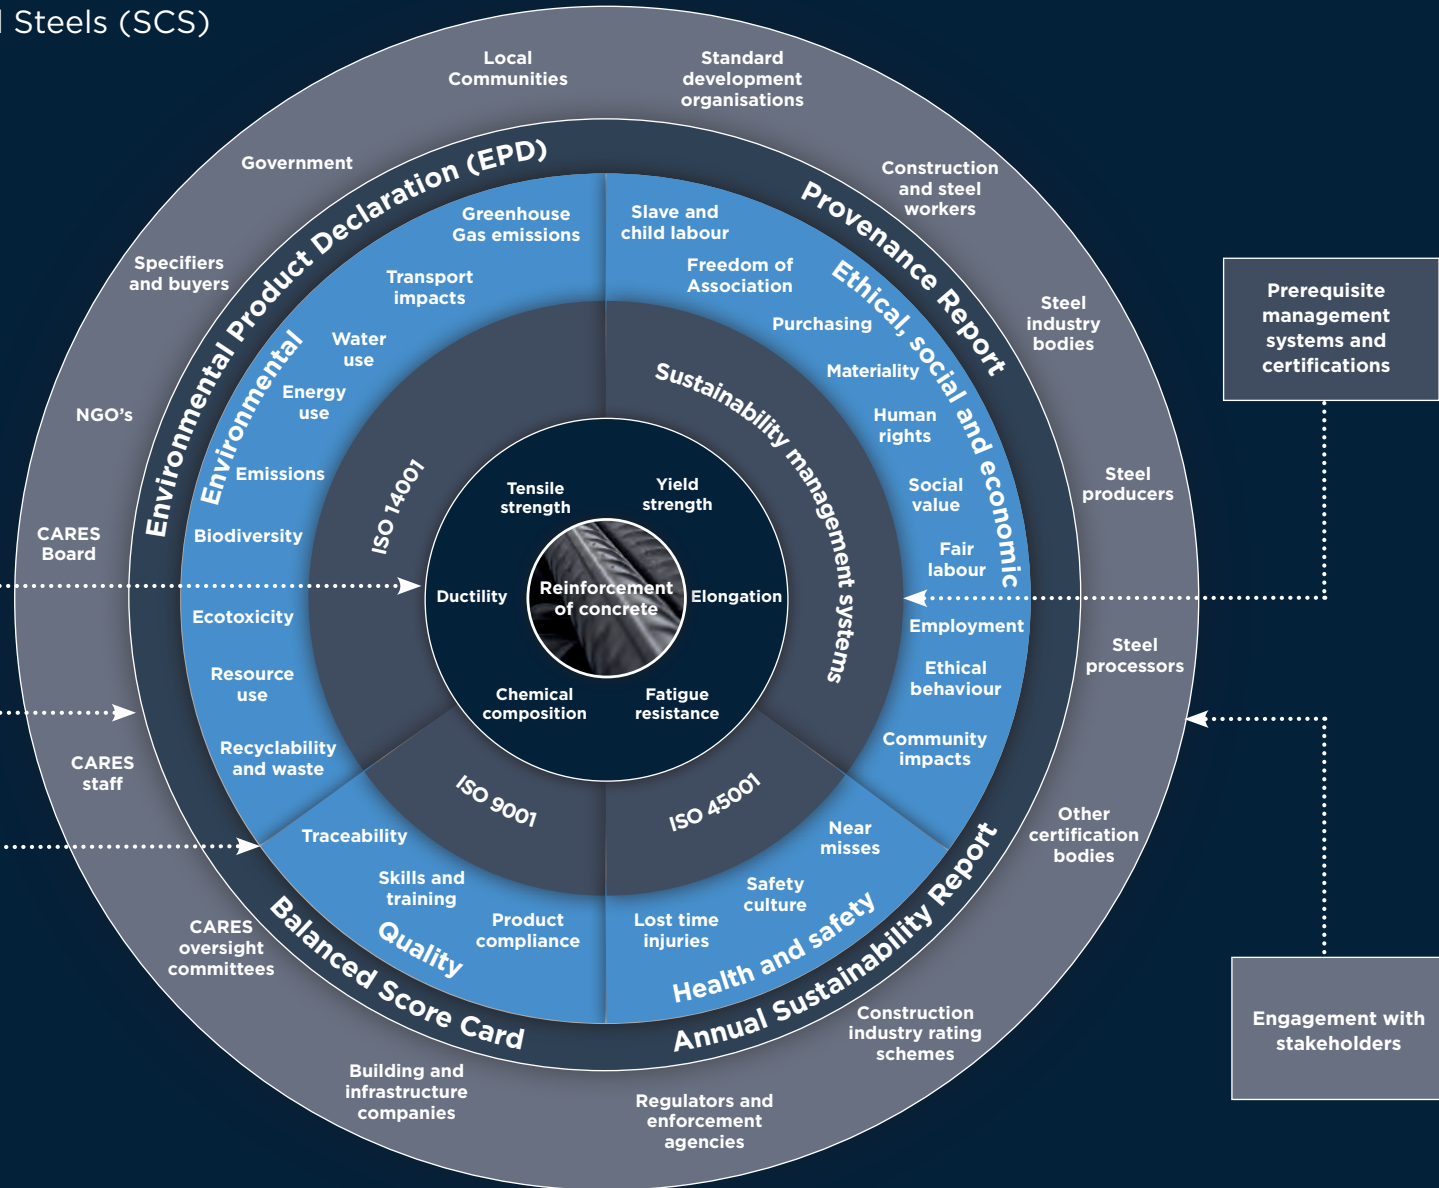 l Steels (SCS)
Local
Communities
Standard
development
organisations
Government
Construction
and steel
workers
Specifiers
and buyers
Steel
industry
bodies
NGO's
Steel
producers
CARES
Board
Steel
processors
CARES
staff
Other
certification
bodies
CARES
oversight
committees
Construction
industry rating
schemes
Building and
infrastructure
companies
Regulators and
enforcement
agencies
Environmental Product Declaration (EPD)
Provenance Report
Balanced Score Card
Annual Sustainability Report
Environmental
Greenhouse
Gas emissions
Transport
impacts
Water
use
Energy
use
Emissions
Biodiversity
Ecotoxicity
Resource
use
Recyclability
and waste
Ethical, social and economic
Slave and
child labour
Freedom of
Association
Purchasing
Materiality
Human
rights
Social
value
Fair
labour
Employment
Ethical
behaviour
Community
impacts
Traceability
Skills and
training
Product
compliance
Quality
Near
misses
Safety
culture
Lost time
injuries
Health and safety
ISO 14001
Sustainability management systems
ISO 9001
ISO 45001
Tensile
strength
Yield
strength
Ductility
Reinforcement
of concrete
Elongation
Chemical
composition
Fatigue
resistance
Prerequisite
management
systems and
certifications
Engagement with
stakeholders